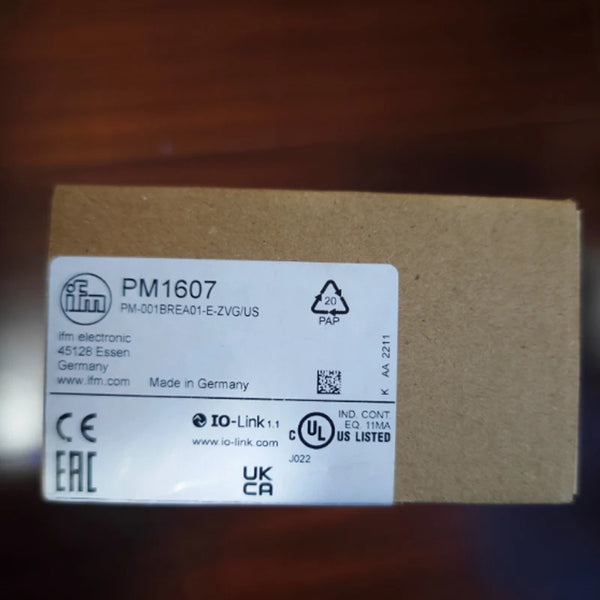 ifm
PM1607
PM-001BREA01-E-ZVG/US
ifm electronic
45128 Essen
Germany
www.ifm.com
Made in Germany
20
PAP
K AA 2211
CE
EAC
IO-Link 1.1
www.io-link.com
UK
CA
C UL US LISTED
IND. CONT.
EQ. 11MA
J022